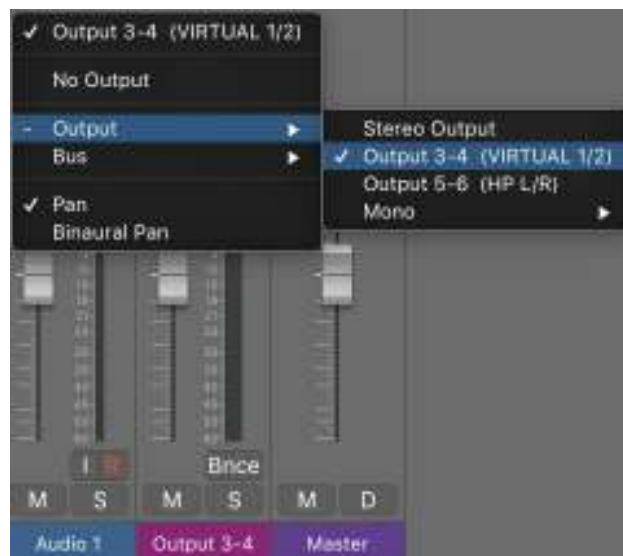 ✓ Output 3-4 (VIRTUAL 1/2)
No Output
- Output ▶
Bus ▶
✓ Pan
Binaural Pan
Stereo Output
✓ Output 3-4 (VIRTUAL 1/2)
Output 5-6 (HP L/R)
Mono ▶
I R
Bnce
M S M S M D
Audio 1 Output 3-4 Master